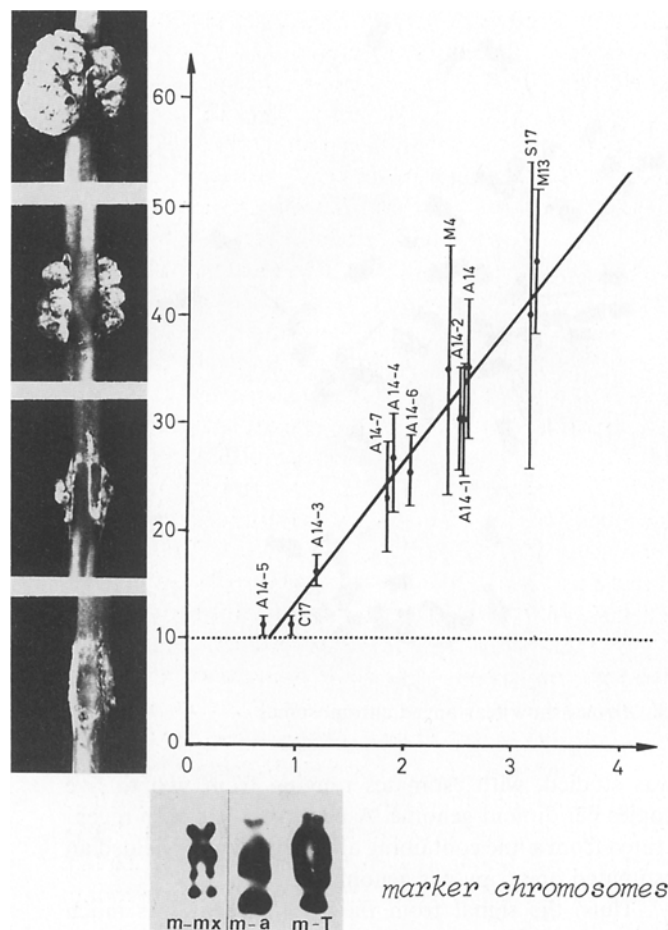 60
50
40
30
20
10
0
0 1 2 3 4
A14-5
C17
A14-3
A14-7
A14-4
A14-6
M4
A14-2
A14-1
A14
S17
M13
marker chromosomes
m-mx m-a m-T